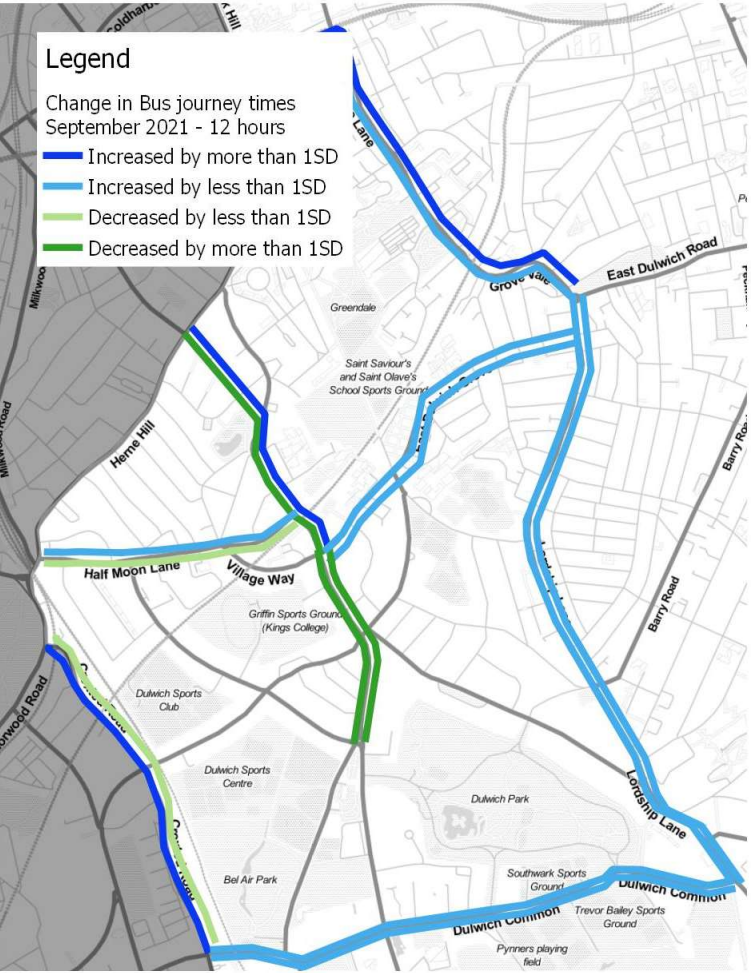 Legend
Change in Bus journey times
September 2021 - 12 hours
Increased by more than 1SD
Increased by less than 1SD
Decreased by less than 1SD
Decreased by more than 1SD
Lane
Grove Vale
East Dulwich Road
Greendale
Saint Saviour's
and Saint Olave's
School Sports Ground
Herne Hill
Milkwood Road
Barry Road
Half Moon Lane
Village Way
Griffin Sports Ground
(Kings College)
Barry Road
Dulwich Sports
Club
Dulwich Sports
Centre
Dulwich Park
Lordship Lane
Bel Air Park
Southwark Sports
Ground
Dulwich Common
Dulwich Common
Trevor Bailey Sports
Ground
Pynners playing
field